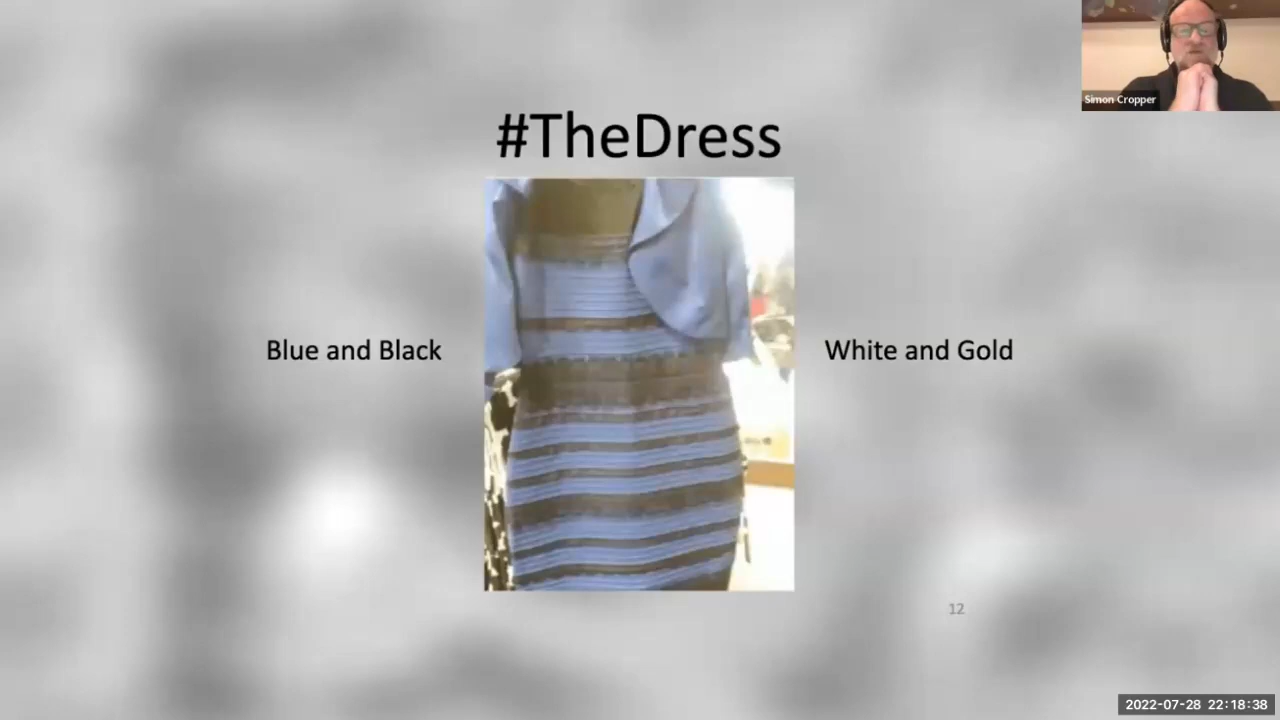 Simon Cropper
#TheDress
Blue and Black
White and Gold
12
2022-07-28 22:18:38